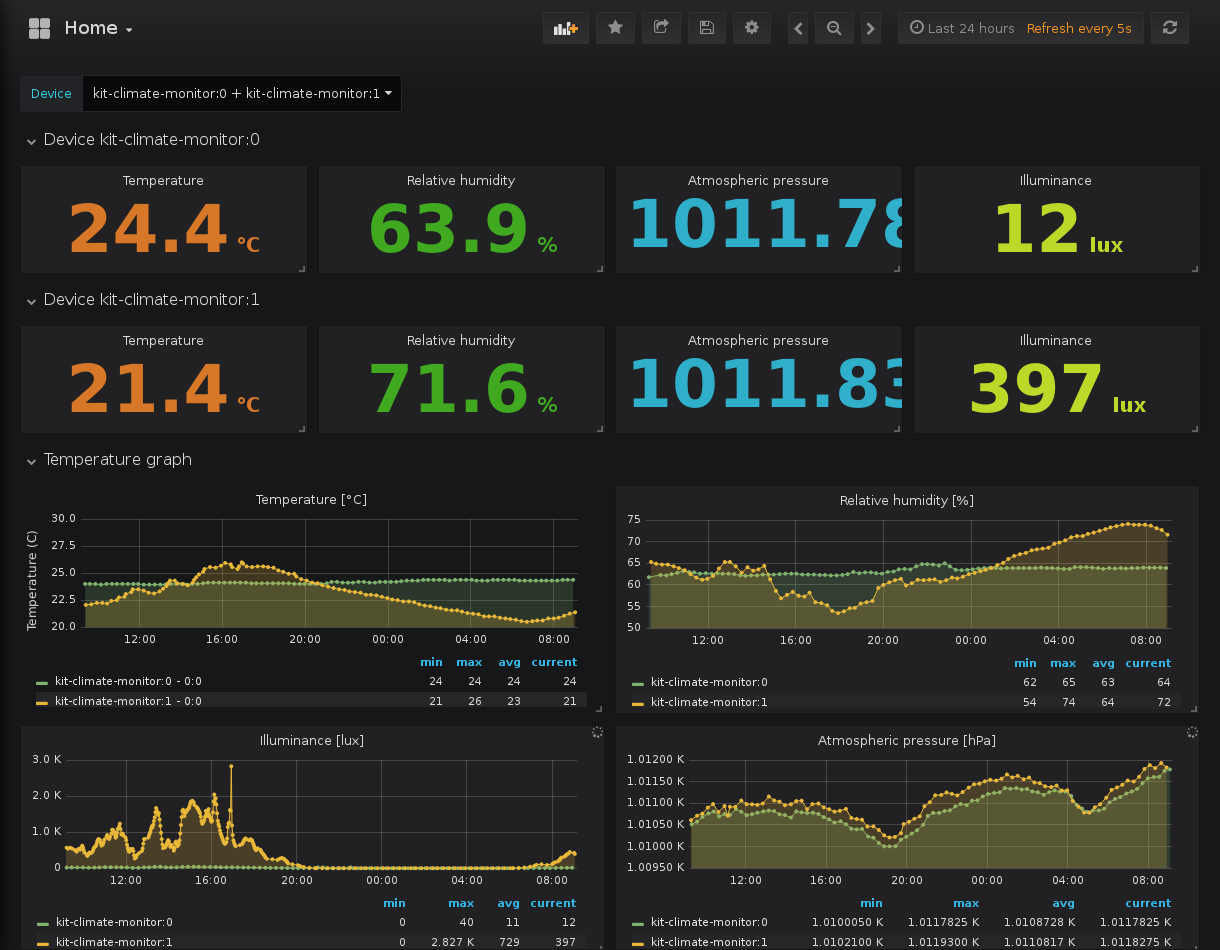 Home
Last 24 hours Refresh every 5s
Device kit-climate-monitor:0 + kit-climate-monitor:1
Device kit-climate-monitor:0
Temperature Relative humidity Atmospheric pressure Illuminance
24.4 °C 63.9 % 1011.78 12 lux
Device kit-climate-monitor:1
Temperature Relative humidity Atmospheric pressure Illuminance
21.4 °C 71.6 % 1011.83 397 lux
Temperature graph
Temperature [°C]
Temperature (C)
30.0
27.5
25.0
22.5
20.0
12:00 16:00 20:00 00:00 04:00 08:00
min max avg current
kit-climate-monitor:0 - 0:0 24 24 24 24
kit-climate-monitor:1 - 0:0 21 26 23 21
Relative humidity [%]
75
70
65
60
55
50
12:00 16:00 20:00 00:00 04:00 08:00
min max avg current
kit-climate-monitor:0 62 65 63 64
kit-climate-monitor:1 54 74 64 72
Illuminance [lux]
3.0 K
2.0 K
1.0 K
0
12:00 16:00 20:00 00:00 04:00 08:00
min max avg current
kit-climate-monitor:0 0 40 11 12
kit-climate-monitor:1 0 2.827 K 729 397
Atmospheric pressure [hPa]
1.01200 K
1.01150 K
1.01100 K
1.01050 K
1.01000 K
1.00950 K
12:00 16:00 20:00 00:00 04:00 08:00
min max avg current
kit-climate-monitor:0 1.0100050 K 1.0117825 K 1.0108728 K 1.0117825 K
kit-climate-monitor:1 1.0102100 K 1.0119300 K 1.0110817 K 1.0118275 K